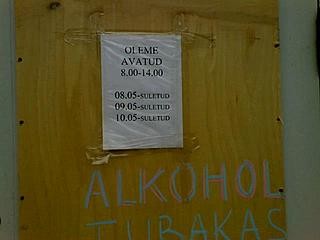 OLEME
AVATUD
8.00-14.00
08.05-SULETUD
09.05-SULETUD
10.05-SULETUD
ALKOHOL
TUBAKAS